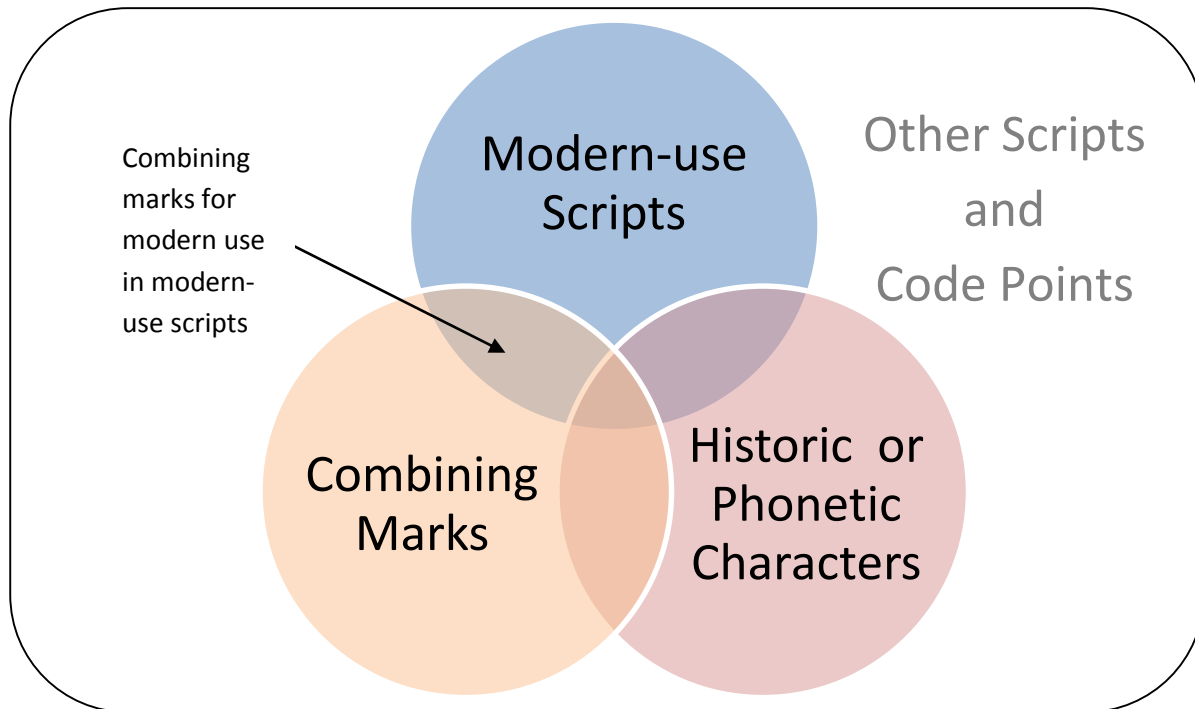 Modern-use
Scripts
Other Scripts
and
Code Points
Combining
marks for
modern use
in modern-
use scripts
Combining
Marks
Historic or
Phonetic
Characters